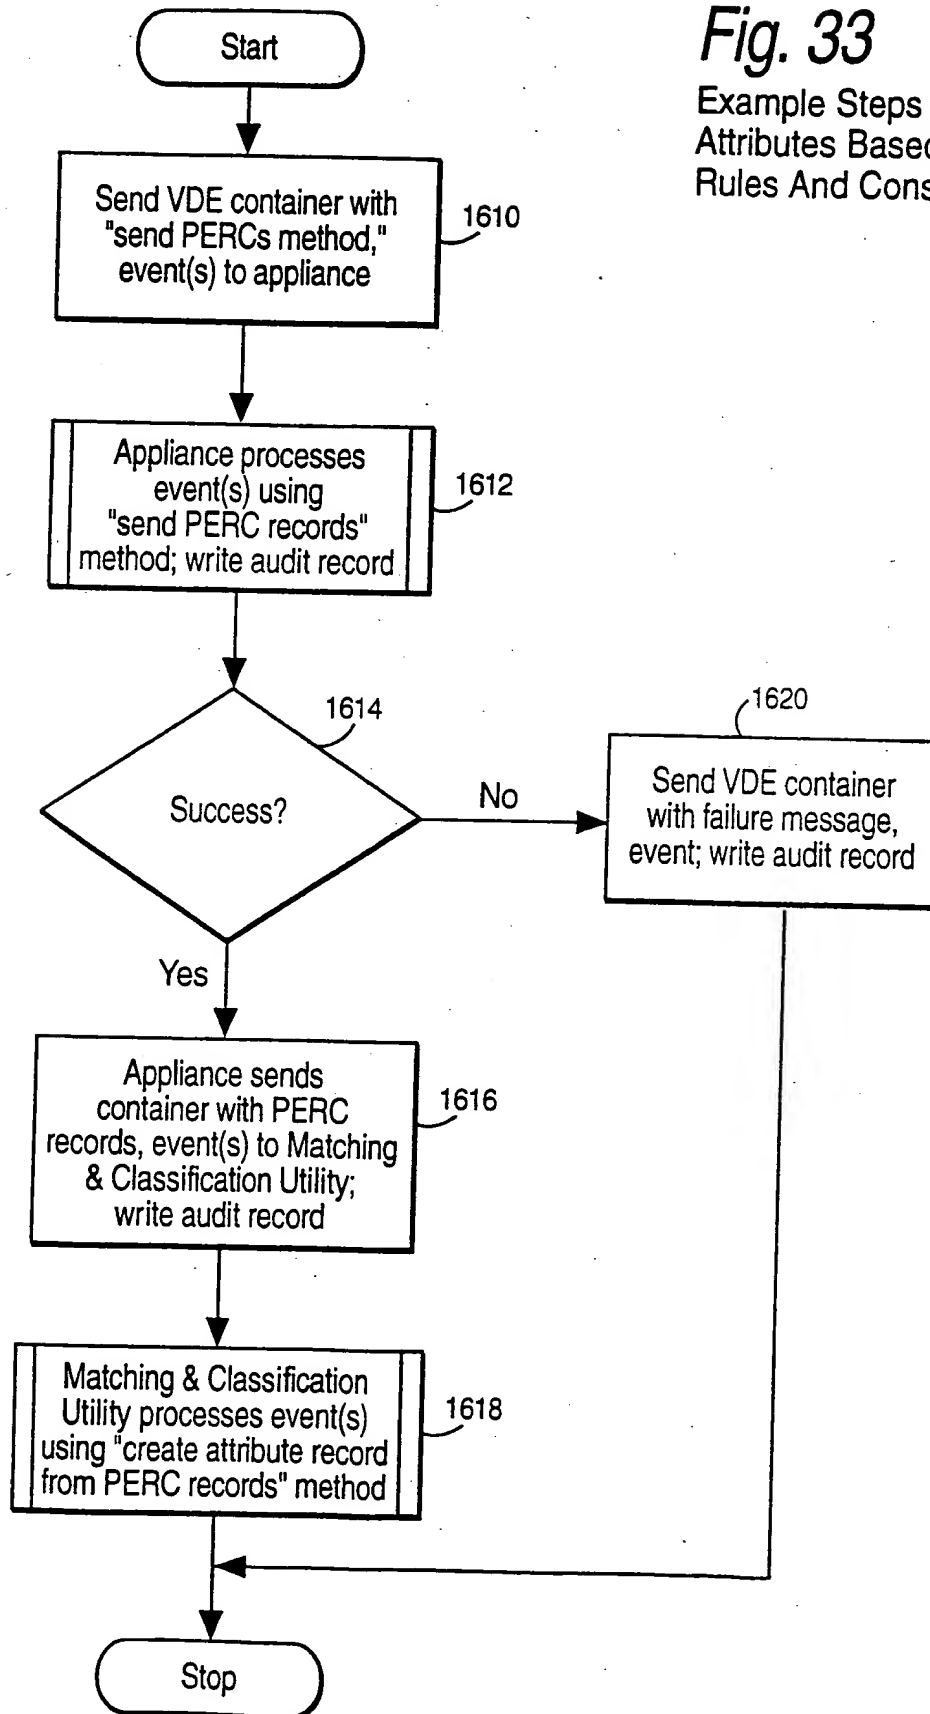 Fig. 33
Example Steps
Attributes
Rules And
Start
Send VDE container with
"send PERCs method,"
event(s) to appliance
1610
Appliance processes
event(s) using
"send PERC records"
method; write audit record
1612
1614
Success?
No
Yes
1620
Send VDE container
with failure message,
event; write audit record
Appliance sends
container with PERC
records, event(s) to Matching
& Classification Utility;
write audit record
1616
Matching & Classification
Utility processes event(s)
using "create attribute record
from PERC records" method
1618
Stop